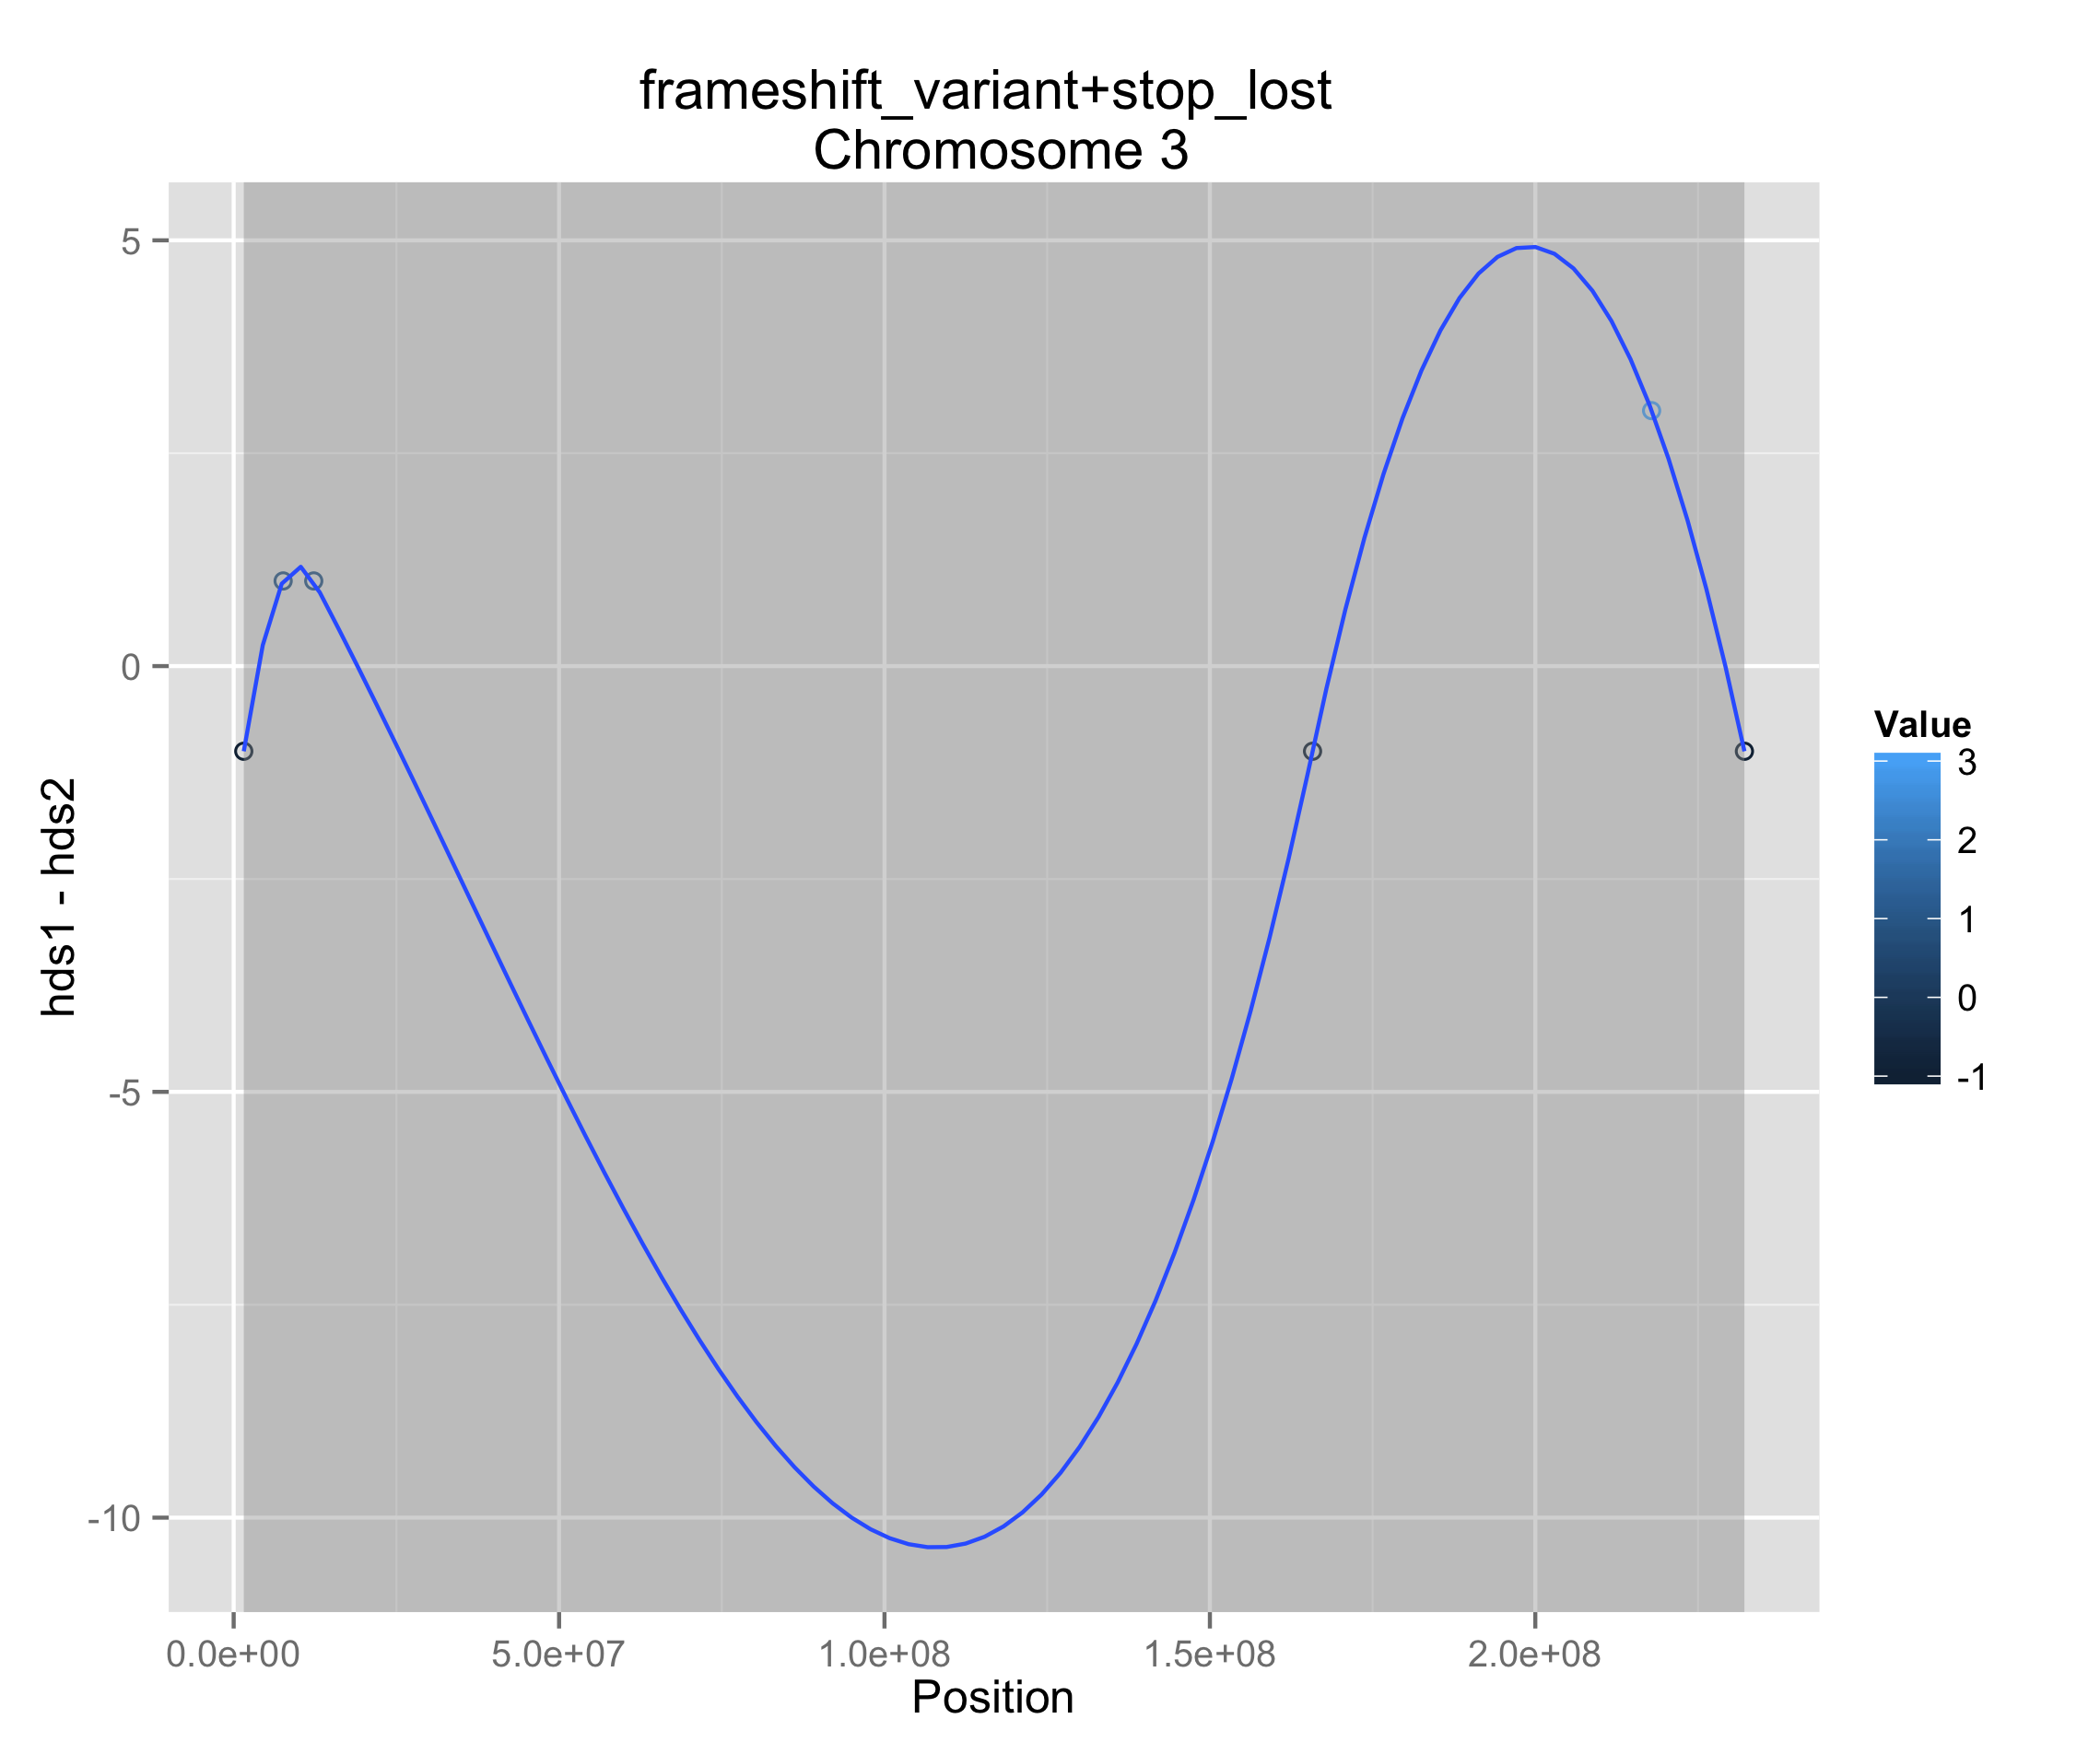 frameshift_variant+stop_lost
Chromosome 3
5
0
-5
-10
hds1 - hds2
0.0e+00 5.0e+07 1.0e+08 1.5e+08 2.0e+08
Position
Value
3
2
1
0
-1